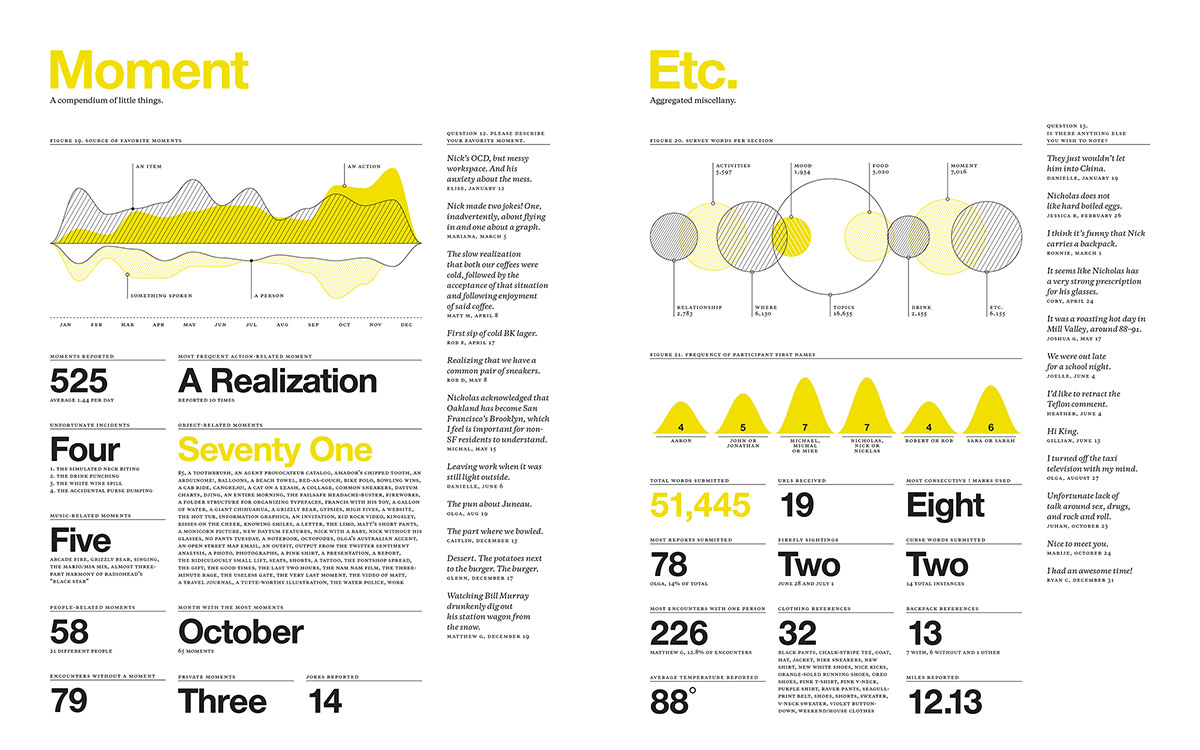 Moment
A compendium of little things.
FIGURE 19. SOURCE OF FAVORITE MOMENTS
AN ITEM
AN ACTION
SOMETHING SPOKEN
A PERSON
JAN FEB MAR APR MAY JUN JUL AUG SEP OCT NOV DEC
MOMENTS REPORTED
525
AVERAGE 1.44 PER DAY
MOST FREQUENT ACTION-RELATED MOMENT
A Realization
REPORTED 10 TIMES
UNFORTUNATE INCIDENTS
Four
1. THE SIMULATED NECK BITING
2. THE DRINK PUNCHING
3. THE WHITE WINE SPILL
4. THE ACCIDENTAL PURSE DUMPING
OBJECT-RELATED MOMENTS
Seventy One
$5, A TOOTHBRUSH, AN AGENT PROVOCATEUR CATALOG, AMADOR'S CHIPPED TOOTH, AN
ARDUINOME!, BALLOONS, A BEACH TOWEL, BED-AS-COUCH, BIKE POLO, BOWLING WINS,
A CAB RIDE, CANGREJO!, A CAT ON A LEASH, A COLLAGE, COMMON SNEAKERS, DAYTUM
CHARTS, DJING, AN ENTIRE MORNING, THE FAILSAFE HEADACHE-BUSTER, FIREWORKS,
A FOLDER STRUCTURE FOR ORGANIZING TYPEFACES, FRANCIS WITH HIS TOY, A GALLON
OF WATER, A GIANT CHIHUAHUA, A GRIZZLY BEAR, GYPSIES, HIGH FIVES, A WEBSITE,
THE HOT TUB, INFORMATION GRAPHICS, AN INVITATION, KID ROCK VIDEO, KINGSLEY,
KISSES ON THE CHEEK, KNOWING SMILES, A LETTER, THE LIMO, MATT'S SHORT PANTS,
A MONICORN PICTURE, NEW DAYTUM FEATURES, NICK WITH A BABY, NICK WITHOUT HIS
GLASSES, NO PANTS TUESDAY, A NOTEBOOK, OCTOPODES, OLGA'S AUSTRALIAN ACCENT,
AN OPEN STREET MAP EMAIL, AN OUTFIT, OUTPUT FROM THE TWITTER SENTIMENT
ANALYSIS, A PHOTO, PHOTOGRAPHS, A PINK SHIRT, A PRESENTATION, A REPORT,
THE RIDICULOUSLY SMALL LIFT, SEATS, SHORTS, A TATTOO, THE FONTSHOP SPREAD,
THE GIFT, THE GOOD TIMES, THE LAST TWO HOURS, THE NAM NAM FILM, THE THREE-
MINUTE RAGE, THE USELESS GATE, THE VERY LAST MOMENT, THE VIDEO OF MATT,
A TRAVEL JOURNAL, A TUFTE-WORTHY ILLUSTRATION, THE WATER POLICE, WORK
MUSIC-RELATED MOMENTS
Five
ARCADE FIRE, GRIZZLY BEAR, SINGING,
THE MARIO/MIA MIX, ALMOST THREE-
PART HARMONY OF RADIOHEAD'S
"BLACK STAR"
PEOPLE-RELATED MOMENTS
58
21 DIFFERENT PEOPLE
MONTH WITH THE MOST MOMENTS
October
65 MOMENTS
ENCOUNTERS WITHOUT A MOMENT
79
PRIVATE MOMENTS
Three
JOKES REPORTED
14
QUESTION 12. PLEASE DESCRIBE
YOUR FAVORITE MOMENT.
Nick's OCD, but messy
workspace. And his
anxiety about the mess.
ELISE, JANUARY 12
Nick made two jokes! One,
inadvertently, about flying
in and one about a graph.
MARIANA, MARCH 5
The slow realization
that both our coffees were
cold, followed by the
acceptance of that situation
and following enjoyment
of said coffee.
MATT M, APRIL 8
First sip of cold BK lager.
ROB F, APRIL 17
Realizing that we have a
common pair of sneakers.
ROB D, MAY 8
Nicholas acknowledged that
Oakland has become San
Francisco's Brooklyn, which
I feel is important for non-
SF residents to understand.
MICHAL, MAY 15
Leaving work when it was
still light outside.
DANIELLE, JUNE 6
The pun about Juneau.
OLGA, AUG 19
The part where we bowled.
CAITLIN, DECEMBER 13
Dessert. The potatoes next
to the burger. The burger.
GLENN, DECEMBER 17
Watching Bill Murray
drunkenly dig out
his station wagon from
the snow.
MATTHEW G, DECEMBER 19
Etc.
Aggregated miscellany.
FIGURE 20. SURVEY WORDS PER SECTION
ACTIVITIES
5,597
MOOD
1,934
FOOD
3,020
MOMENT
7,016
RELATIONSHIP
2,783
WHERE
6,130
TOPICS
16,655
DRINK
2,155
ETC.
6,155
FIGURE 21. FREQUENCY OF PARTICIPANT FIRST NAMES
4
5
7
7
4
6
AARON
JOHN OR
JONATHAN
MICHAEL,
MICHAL
OR MIKE
NICHOLAS,
NICK OR
NICKLAS
ROBERT OR ROB
SARA OR SARAH
TOTAL WORDS SUBMITTED
51,445
URLS RECEIVED
19
MOST CONSECUTIVE ! MARKS USED
Eight
MOST REPORTS SUBMITTED
78
OLGA, 14% OF TOTAL
FIREFLY SIGHTINGS
Two
JUNE 28 AND JULY 1
CURSE WORDS SUBMITTED
Two
14 TOTAL INSTANCES
MOST ENCOUNTERS WITH ONE PERSON
226
MATTHEW G, 12.8% OF ENCOUNTERS
CLOTHING REFERENCES
32
BLACK PANTS, CHALK-STRIPE TEE, COAT,
HAT, JACKET, NIKE SNEAKERS, NEW
SHIRT, NEW WHITE SHOES, NICE KICKS,
ORANGE-SOLED RUNNING SHOES, OREO
SHOES, PINK T-SHIRT, PINK V-NECK,
PURPLE SHIRT, RAVER PANTS, SEAGULL-
PRINT BELT, SHOES, SHORTS, SWEATER,
V-NECK SWEATER, VIOLET BUTTON-
DOWN, WEEKEND/HOUSE CLOTHES
BACKPACK REFERENCES
13
7 WITH, 6 WITHOUT AND 1 OTHER
AVERAGE TEMPERATURE REPORTED
88°
MILES REPORTED
12.13
QUESTION 13.
IS THERE ANYTHING ELSE
YOU WISH TO NOTE?
They just wouldn't let
him into China.
DANIELLE, JANUARY 19
Nicholas does not
like hard boiled eggs.
JESSICA B, FEBRUARY 26
I think it's funny that Nick
carries a backpack.
BONNIE, MARCH 1
It seems like Nicholas has
a very strong prescription
for his glasses.
CORY, APRIL 24
It was a roasting hot day in
Mill Valley, around 88-91.
JOSHUA G, MAY 17
We were out late
for a school night.
JOELLE, JUNE 4
I'd like to retract the
Teflon comment.
HEATHER, JUNE 4
Hi King.
GILLIAN, JUNE 13
I turned off the taxi
television with my mind.
OLGA, AUGUST 27
Unfortunate lack of
talk around sex, drugs,
and rock and roll.
JUHAN, OCTOBER 23
Nice to meet you.
MARIJE, OCTOBER 24
I had an awesome time!
RYAN C, DECEMBER 31